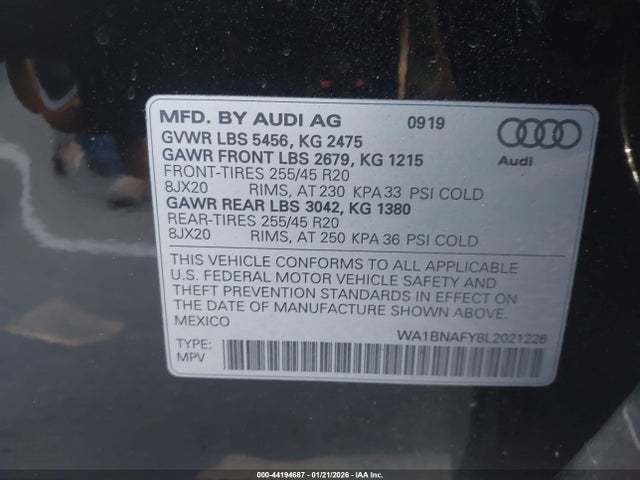 MFD. BY AUDI AG 0919
GVWR LBS 5456, KG 2475
GAWR FRONT LBS 2679, KG 1215
FRONT-TIRES 255/45 R20
8JX20 RIMS, AT 230 KPA 33 PSI COLD
GAWR REAR LBS 3042, KG 1380
REAR-TIRES 255/45 R20
8JX20 RIMS, AT 250 KPA 36 PSI COLD
Audi
THIS VEHICLE CONFORMS TO ALL APPLICABLE
U.S. FEDERAL MOTOR VEHICLE SAFETY AND
THEFT PREVENTION STANDARDS IN EFFECT ON
THE DATE OF MANUFACTURE SHOWN ABOVE.
MEXICO
WA1BNAFY8L2021226
TYPE:
MPV
000-44194687 - 01/21/2026 - IAA Inc.